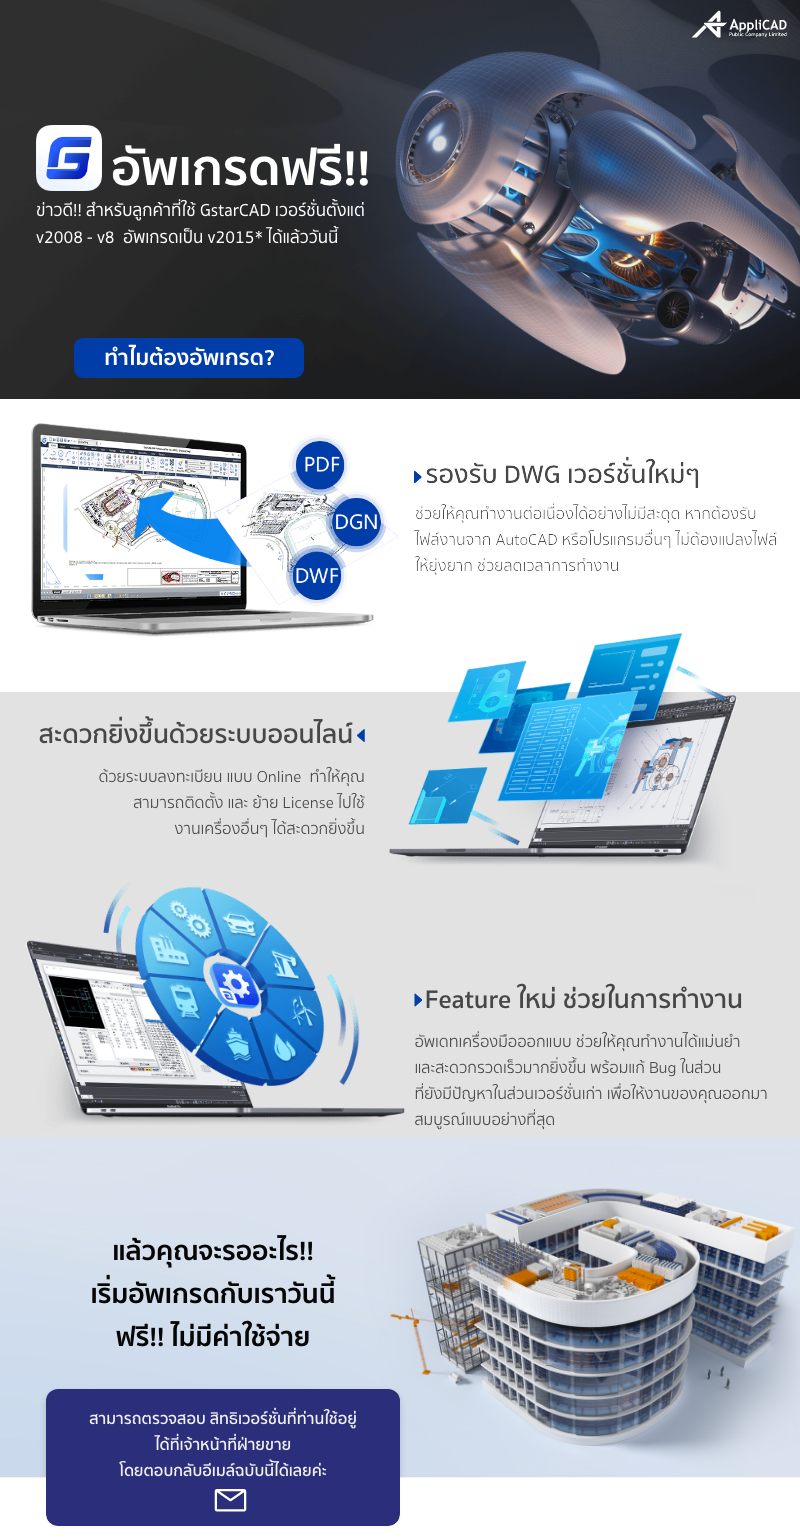 AppliCAD
Public Company Limited
G อัพเกรดฟรี!!
ข่าวดี!! สำหรับลูกค้าที่ใช้ GstarCAD เวอร์ชั่นตั้งแต่
v2008 - v8 อัพเกรดเป็น v2015* ได้แล้ววันนี้
ทำไมต้องอัพเกรด?
PDF
DGN
DWF
รองรับ DWG เวอร์ชั่นใหม่ๆ
ช่วยให้คุณทำงานต่อเนื่องได้อย่างไม่มีสะดุด หากต้องรับ
ไฟล์งานจาก AutoCAD หรือโปรแกรมอื่นๆ ไม่ต้องแปลงไฟล์
ให้ยุ่งยาก ช่วยลดเวลาการทำงาน
สะดวกยิ่งขึ้นด้วยระบบออนไลน์
ด้วยระบบลงทะเบียน แบบ Online ทำให้คุณ
สามารถติดตั้ง และ ย้าย License ไปใช้
งานเครื่องอื่นๆ ได้สะดวกยิ่งขึ้น
Feature ใหม่ ช่วยในการทำงาน
อัพเดทเครื่องมือออกแบบ ช่วยให้คุณทำงานได้แม่นยำ
และสะดวกรวดเร็วมากยิ่งขึ้น พร้อมแก้ Bug ในส่วน
ที่ยังมีปัญหาในส่วนเวอร์ชั่นเก่า เพื่อให้งานของคุณออกมา
สมบูรณ์แบบอย่างที่สุด
แล้วคุณจะรออะไร!!
เริ่มอัพเกรดกับเราวันนี้
ฟรี!! ไม่มีค่าใช้จ่าย
สามารถตรวจสอบ สิทธิเวอร์ชั่นที่ท่านใช้อยู่
ได้ที่เจ้าหน้าที่ฝ่ายขาย
โดยตอบกลับอีเมล์ฉบับนี้ได้เลยค่ะ